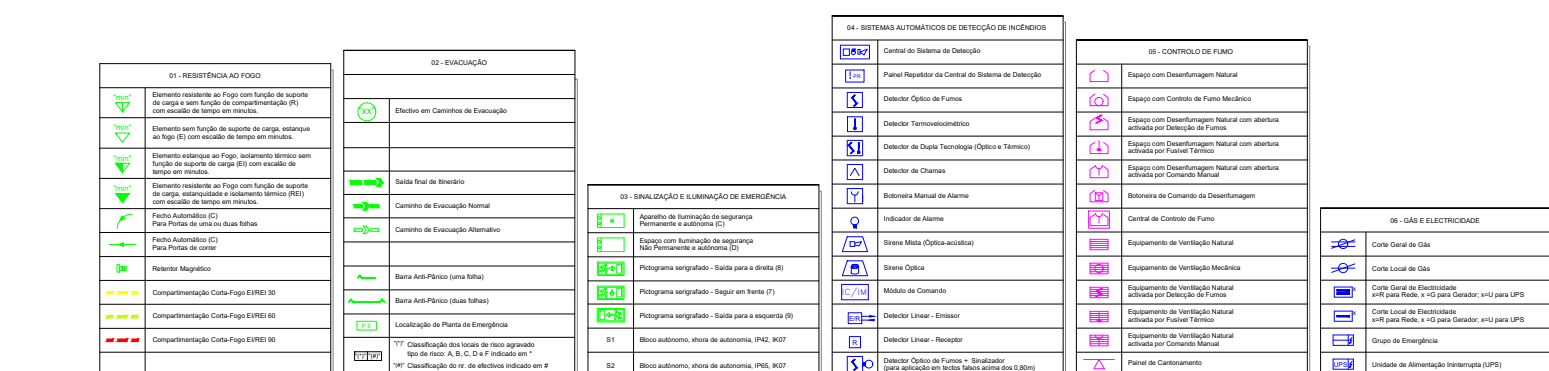 01 - RESISTÊNCIA AO FOGO
"min"
Elemento resistente ao Fogo com função de suporte
de carga e sem função de compartimentação (R)
com escalão de tempo em minutos.
"min"
Elemento sem função de suporte de carga, estanque
ao fogo (E) com escalão de tempo em minutos.
"min"
Elemento estanque ao Fogo, isolamento térmico sem
função de suporte de carga (EI) com escalão de
tempo em minutos.
"min"
Elemento resistente ao Fogo com função de suporte
de carga, estanquidade e isolamento térmico (REI)
com escalão de tempo em minutos.
Fecho Automático (C)
Para Portas de uma ou duas folhas
Fecho Automático (C)
Para Portas de correr
Retentor Magnético
Compartimentação Corta-Fogo EI/REI 30
Compartimentação Corta-Fogo EI/REI 60
Compartimentação Corta-Fogo EI/REI 90
02 - EVACUAÇÃO
XX
Efectivo em Caminhos de Evacuação
Saída final de Itinerário
Caminho de Evacuação Normal
Caminho de Evacuação Alternativo
Barra Anti-Pânico (uma folha)
Barra Anti-Pânico (duas folhas)
P E
Localização de Planta de Emergência
"(*)" "(#)"
"(*)" Classificação dos locais de risco agravado
tipo de risco: A, B, C, D e F indicado em *
"(#)" Classificação do nr. de efectivos indicado em #
03 - SINALIZAÇÃO E ILUMINAÇÃO DE EMERGÊNCIA
Aparelho de Iluminação de segurança
Permanente e autónoma (C)
Espaço com Iluminação de segurança
Não Permanente e autónoma (D)
Pictograma serigrafado - Saída para a direita (8)
Pictograma serigrafado - Seguir em frente (7)
Pictograma serigrafado - Saída para a esquerda (9)
S1
Bloco autónomo, xhora de autonomia, IP42, IK07
S2
Bloco autónomo, xhora de autonomia, IP65, IK07
04 - SISTEMAS AUTOMÁTICOS DE DETECÇÃO DE INCÊNDIOS
Central do Sistema de Detecção
PR
Painel Repetidor da Central do Sistema de Detecção
Detector Óptico de Fumos
Detector Termovelocimétrico
Detector de Dupla Tecnologia (Óptico e Térmico)
Detector de Chamas
Botoneira Manual de Alarme
Indicador de Alarme
Sirene Mista (Óptica-acústica)
Sirene Óptica
IC/IM
Módulo de Comando
E/R
Detector Linear - Emissor
R
Detector Linear - Receptor
Detector Óptico de Fumos + Sinalizador
(para aplicação em tectos falsos acima dos 0,80m)
05 - CONTROLO DE FUMO
Espaço com Desenfumagem Natural
Espaço com Controlo de Fumo Mecânico
Espaço com Desenfumagem Natural com abertura
activada por Detecção de Fumos
Espaço com Desenfumagem Natural com abertura
activada por Fusível Térmico
Espaço com Desenfumagem Natural com abertura
activada por Comando Manual
Botoneira de Comando da Desenfumagem
Central de Controlo de Fumo
Equipamento de Ventilação Natural
Equipamento de Ventilação Mecânica
Equipamento de Ventilação Natural
activada por Detecção de Fumos
Equipamento de Ventilação Natural
activada por Fusível Térmico
Equipamento de Ventilação Natural
activada por Comando Manual
Painel de Cantonamento
06 - GÁS E ELECTRICIDADE
Corte Geral de Gás
Corte Local de Gás
x
Corte Geral de Electricidade
x=R para Rede, x =G para Gerador; x=U para UPS
x
Corte Local de Electricidade
x=R para Rede, x =G para Gerador; x=U para UPS
Grupo de Emergência
UPS
Unidade de Alimentação Ininterrupta (UPS)